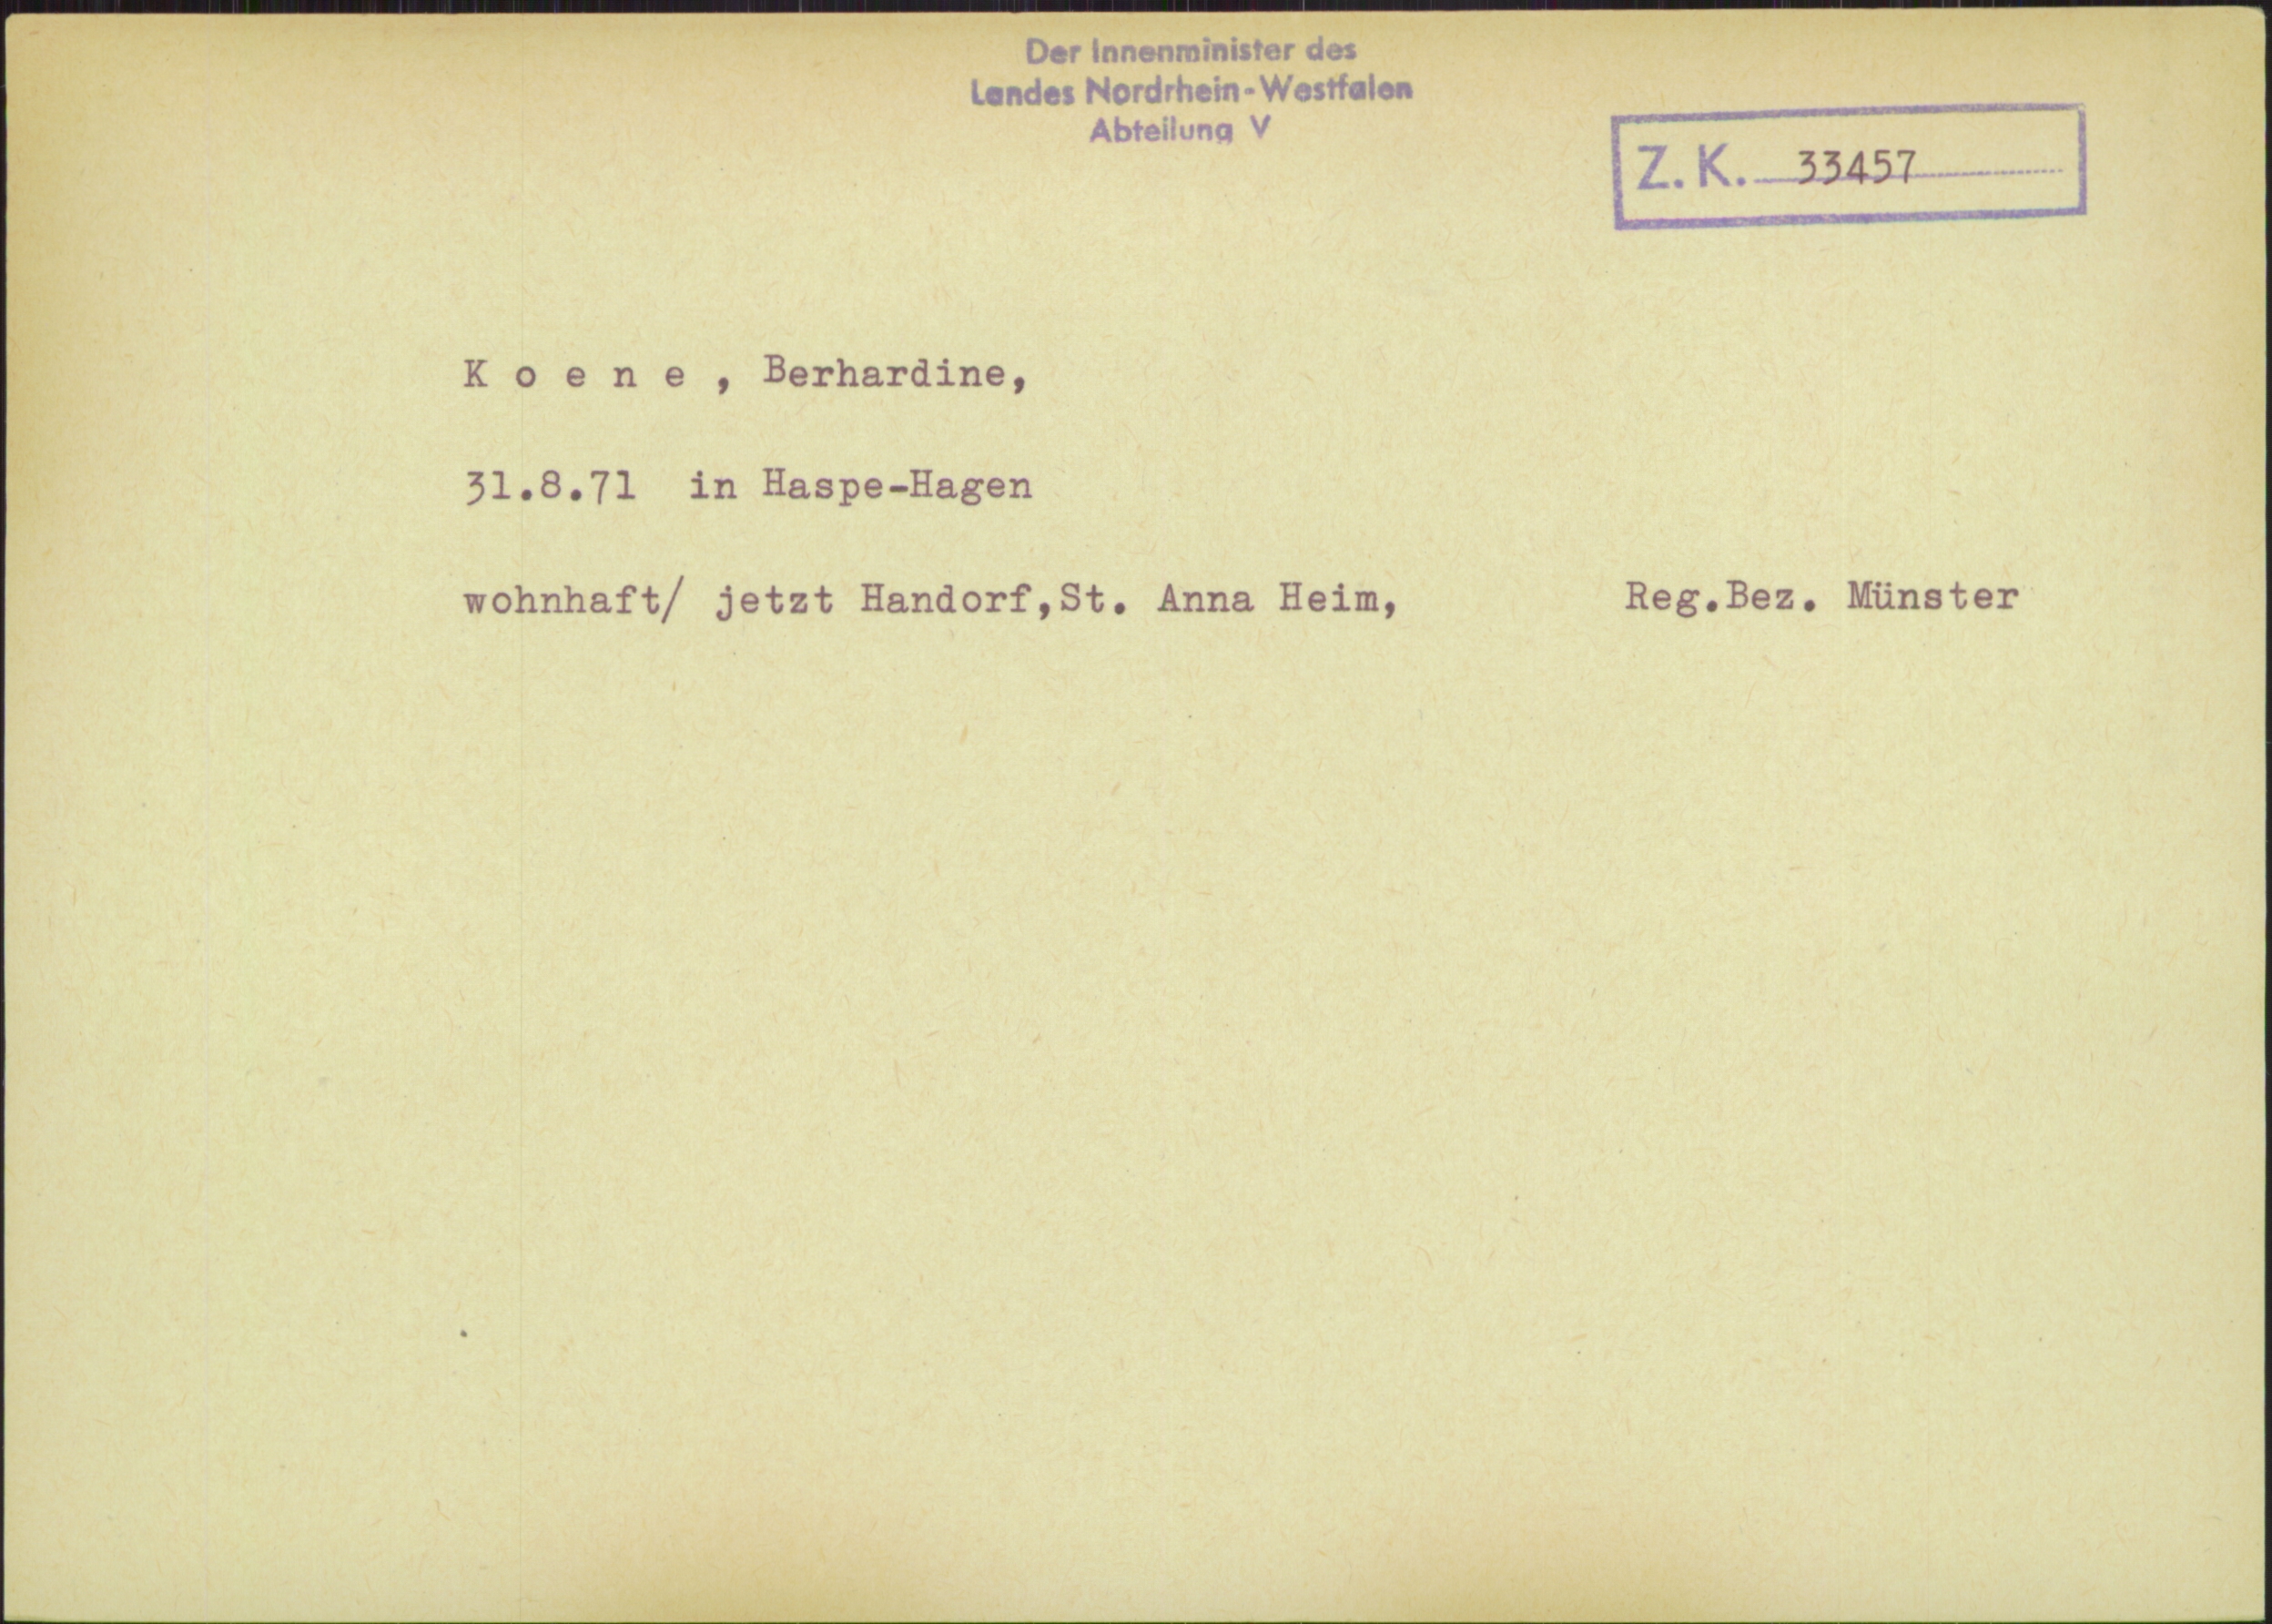 Der Innenminister des
Landes Nordrhein-Westfalen
Abteilung V
Z. K. 33457
K o e n e , Berhardine,
31.8.71 in Haspe-Hagen
wohnhaft/ jetzt Handorf,St. Anna Heim, Reg.Bez. Münster